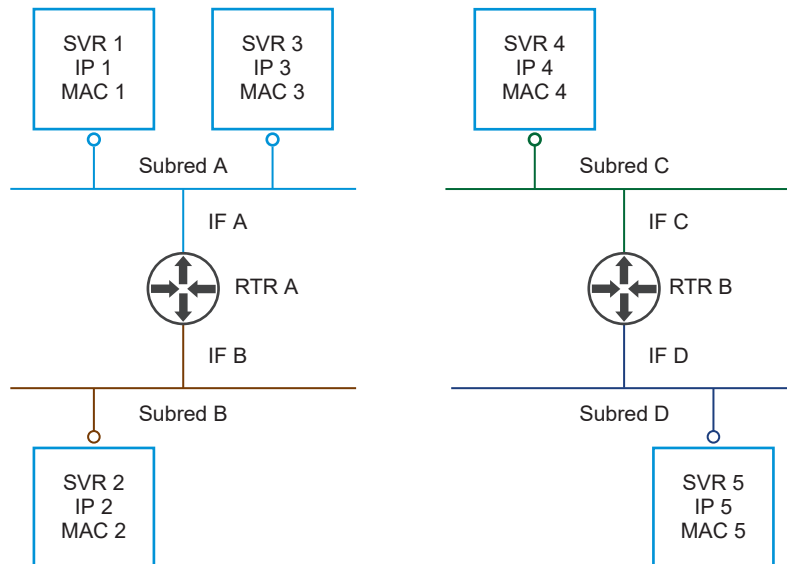 SVR 1
IP 1
MAC 1
SVR 3
IP 3
MAC 3
Subred A
IF A
RTR A
IF B
Subred B
SVR 2
IP 2
MAC 2
SVR 4
IP 4
MAC 4
Subred C
IF C
RTR B
IF D
Subred D
SVR 5
IP 5
MAC 5